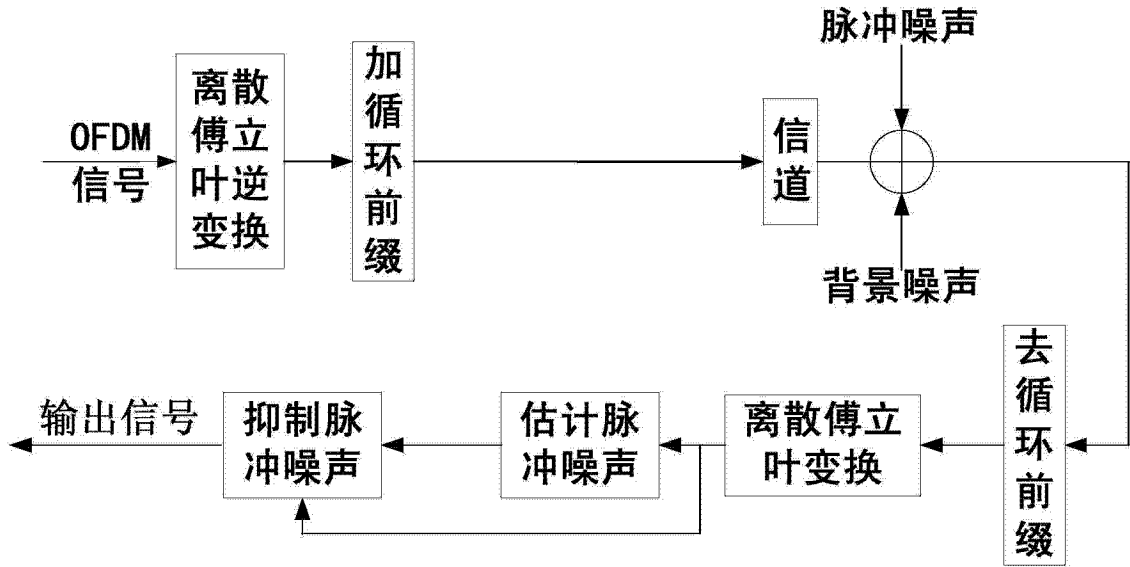 OFDM
信号
离散
傅立
叶逆
变换
加
循
环
前
缀
信
道
脉冲噪声
背景噪声
去
循
环
前
缀
离散傅立
叶变换
估计脉
冲噪声
抑制脉
冲噪声
输出信号